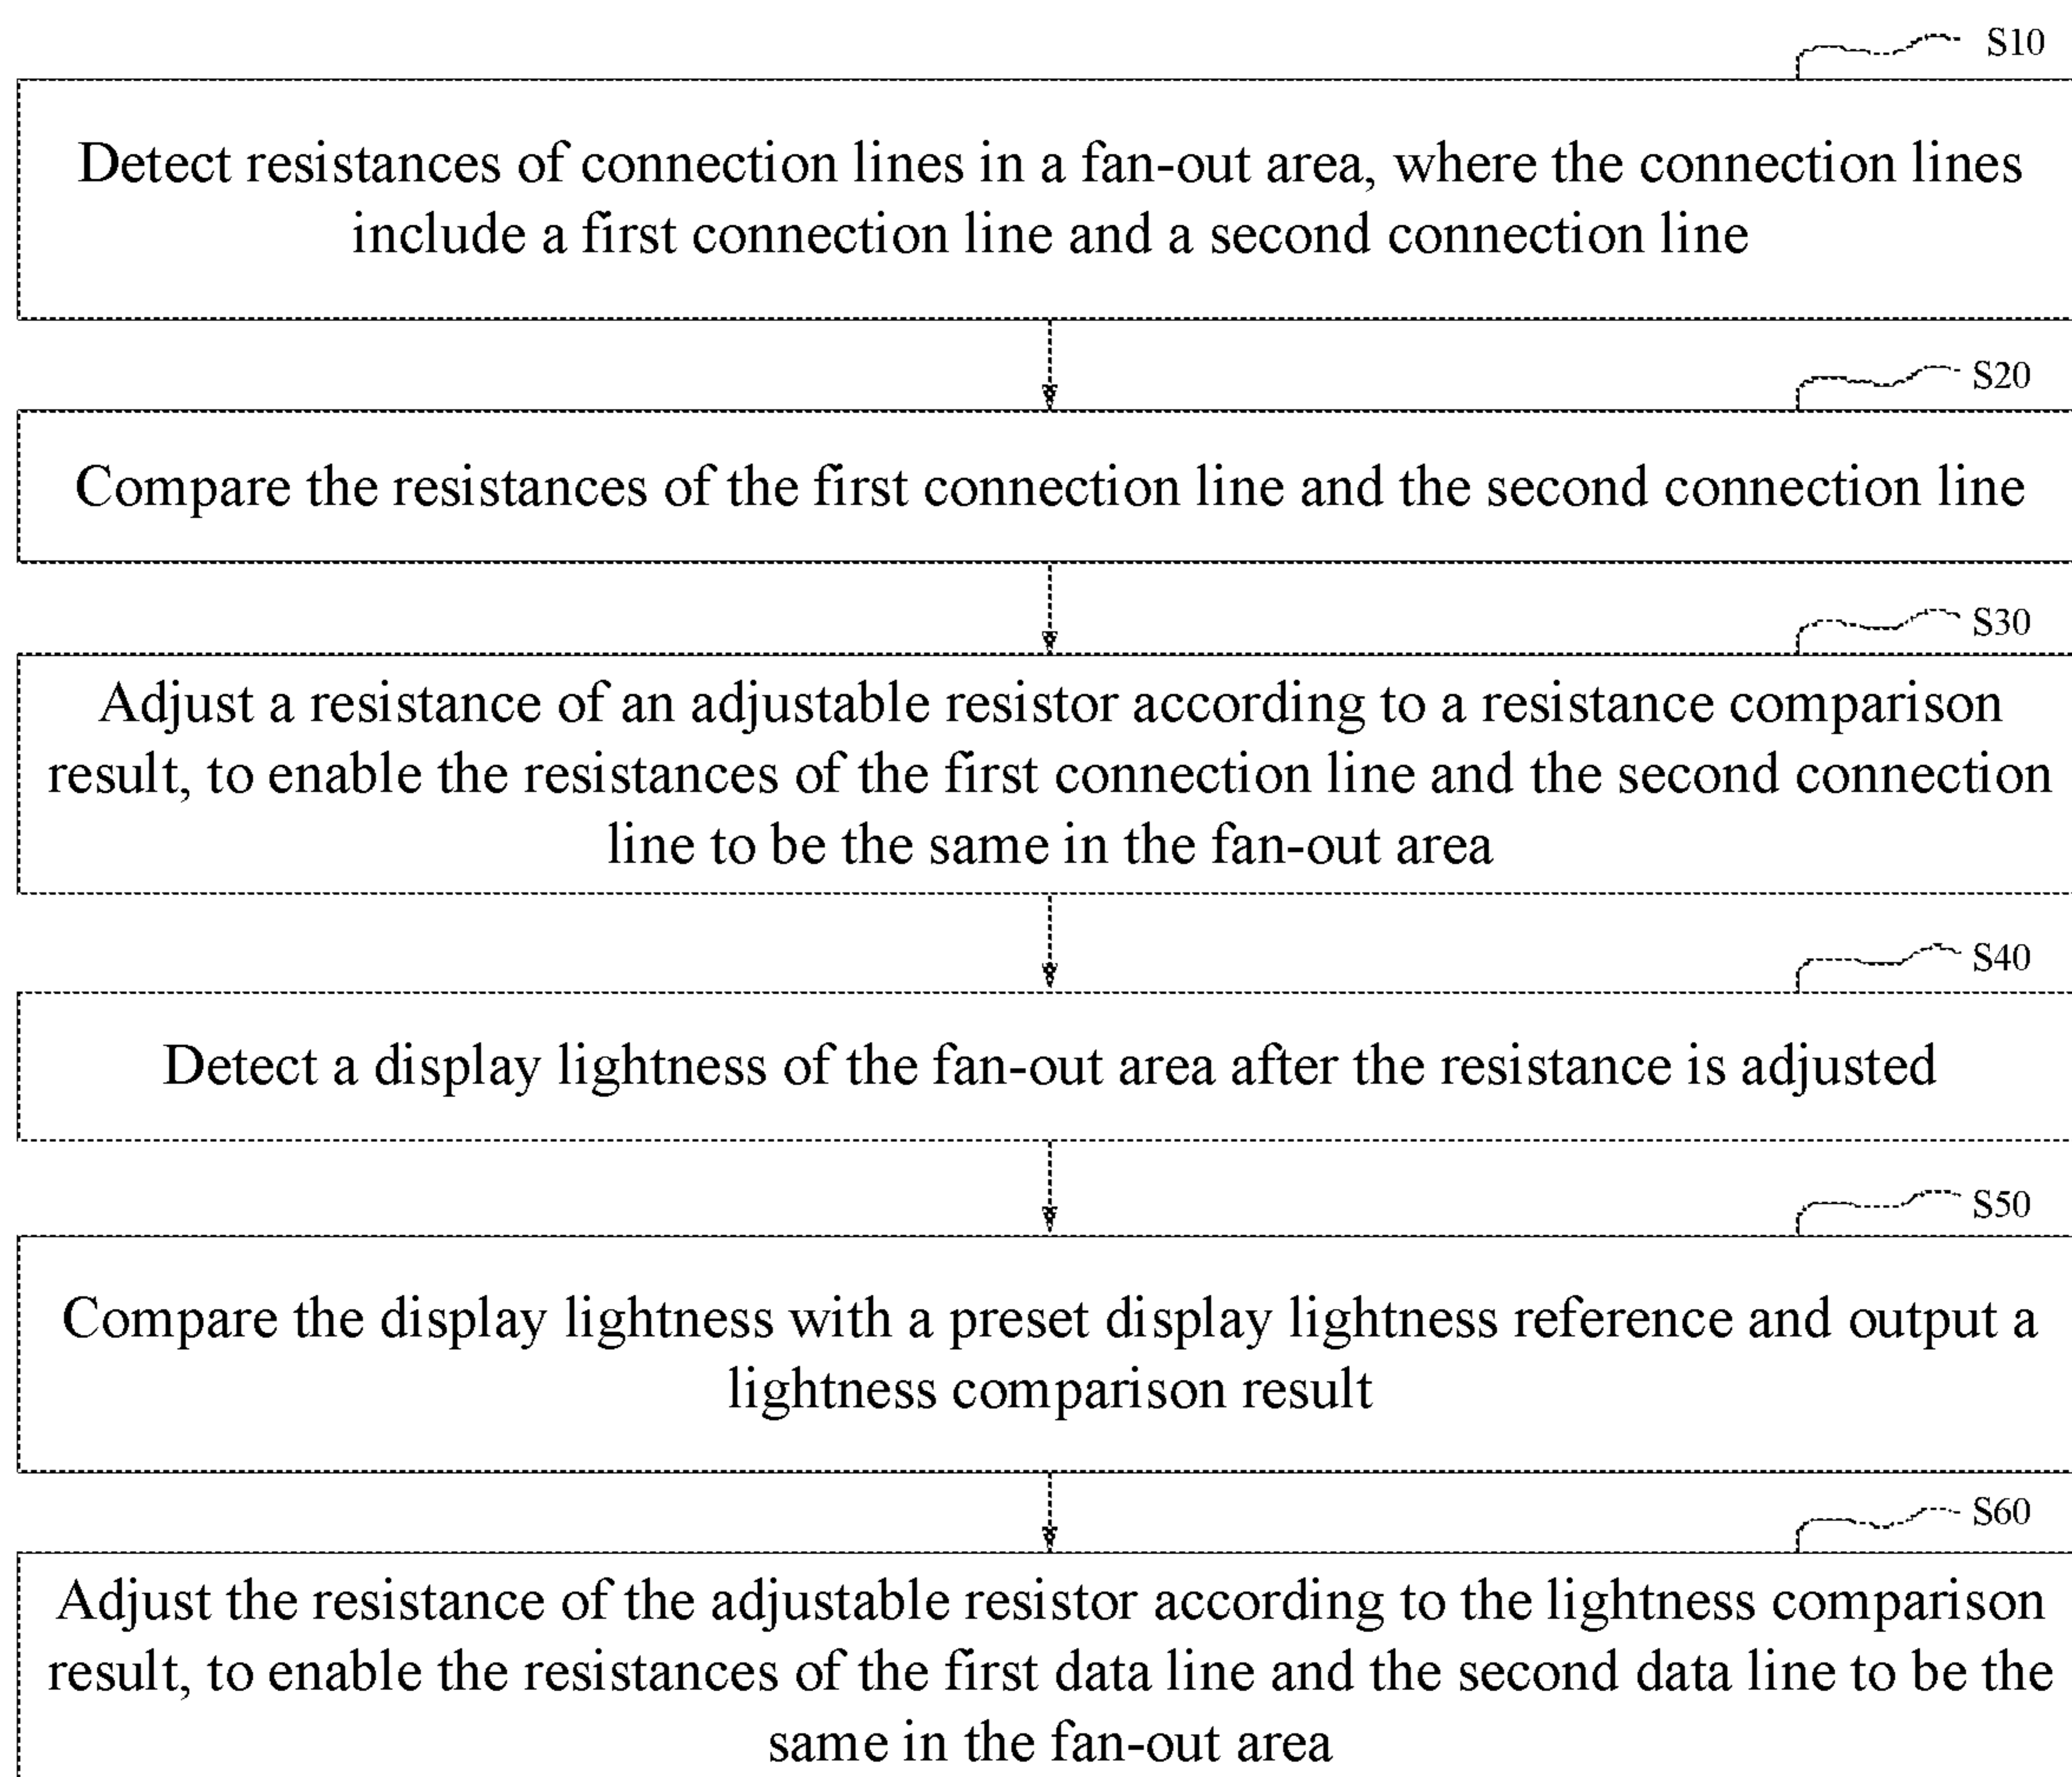 S10
Detect resistances of connection lines in a fan-out area, where the connection lines
include a first connection line and a second connection line
S20
Compare the resistances of the first connection line and the second connection line
S30
Adjust a resistance of an adjustable resistor according to a resistance comparison
result, to enable the resistances of the first connection line and the second connection
line to be the same in the fan-out area
S40
Detect a display lightness of the fan-out area after the resistance is adjusted
S50
Compare the display lightness with a preset display lightness reference and output a
lightness comparison result
S60
Adjust the resistance of the adjustable resistor according to the lightness comparison
result, to enable the resistances of the first data line and the second data line to be the
same in the fan-out area